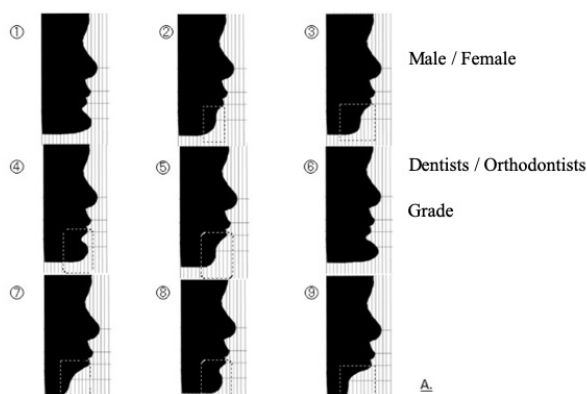 ① ② ③
Male / Female
④ ⑤ ⑥
Dentists / Orthodontists
Grade
⑦ ⑧ ⑨
A.